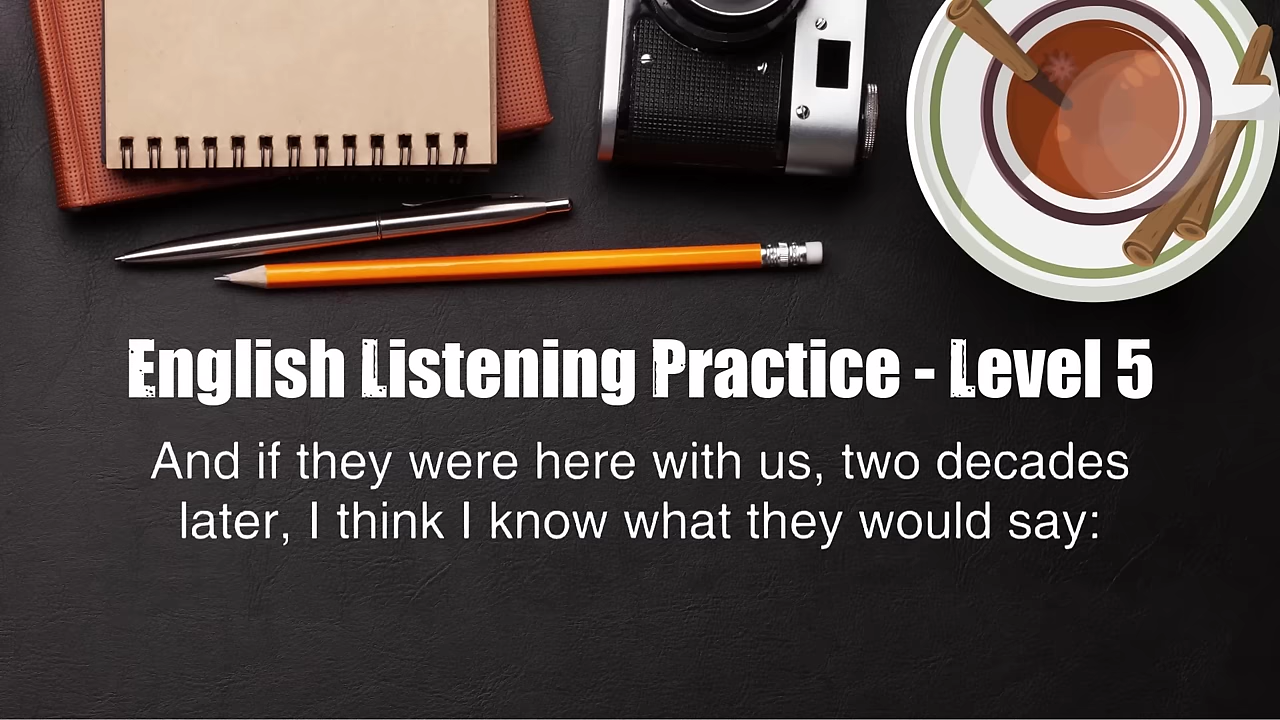 English Listening Practice - Level 5
And if they were here with us, two decades
later, I think I know what they would say: